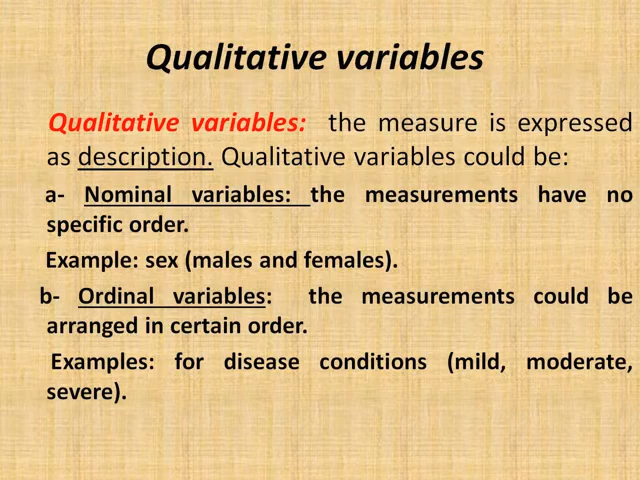 Qualitative variables
Qualitative variables: the measure is expressed
as description. Qualitative variables could be:
a- Nominal variables: the measurements have no
specific order.
Example: sex (males and females).
b- Ordinal variables: the measurements could be
arranged in certain order.
Examples: for disease conditions (mild, moderate,
severe).